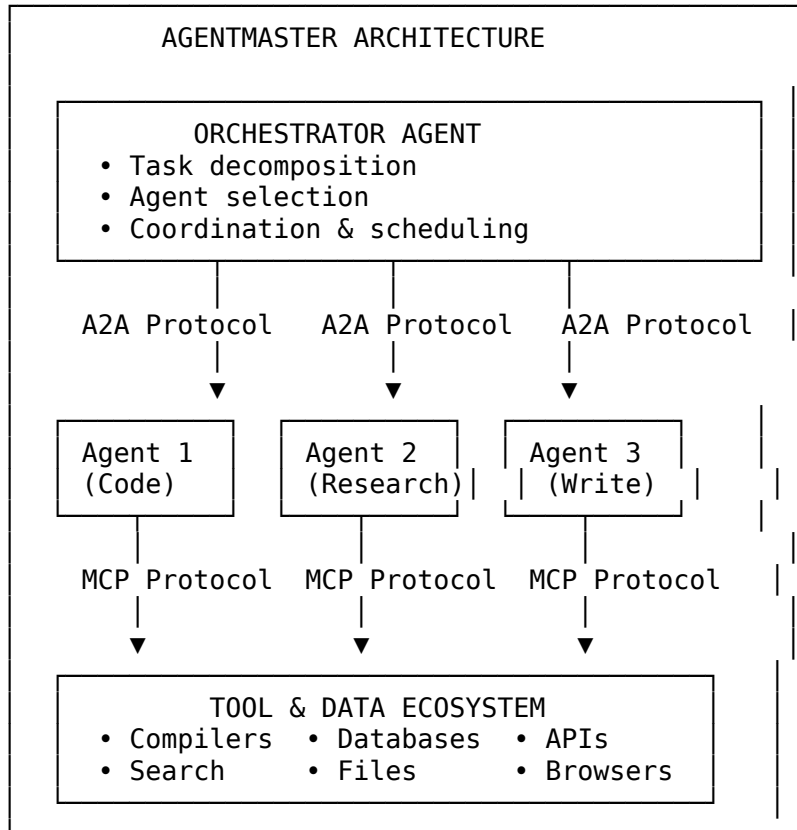 AGENTMASTER ARCHITECTURE
ORCHESTRATOR AGENT
• Task decomposition
• Agent selection
• Coordination & scheduling
A2A Protocol A2A Protocol A2A Protocol
Agent 1 Agent 2 Agent 3
(Code) (Research) (Write)
MCP Protocol MCP Protocol MCP Protocol
TOOL & DATA ECOSYSTEM
• Compilers • Databases • APIs
• Search • Files • Browsers